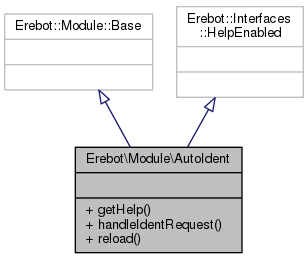 Erebot::Module::Base
Erebot::Interfaces
::HelpEnabled
Erebot\Module\AutoIdent
+ getHelp()
+ handleIdentRequest()
+ reload()